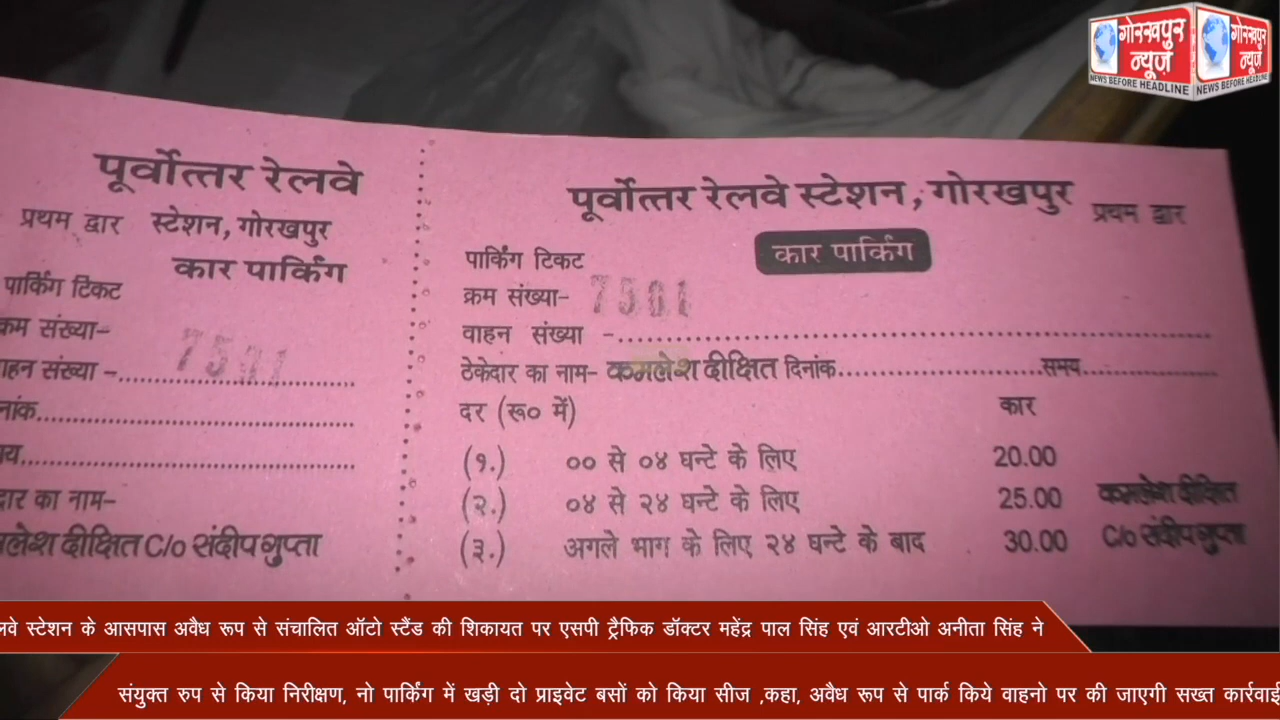 गोरखपुर न्यूज़
NEWS BEFORE HEADLINE
गोरखपुर न्यूज़
NEWS BEFORE HEADLINE
पूर्वोत्तर रेलवे
प्रथम द्वार स्टेशन, गोरखपुर
कार पार्किंग
पार्किंग टिकट
क्रम संख्या-
7501
वाहन संख्या -
नांक
य
दार का नाम-
लेश दीक्षित C/o संदीप गुप्ता
पूर्वोत्तर रेलवे स्टेशन, गोरखपुर प्रथम द्वार
कार पार्किंग
पार्किंग टिकट
क्रम संख्या- 7501
वाहन संख्या -
ठेकेदार का नाम- कमलेश दीक्षित दिनांक समय
दर (रू० में) कार
(१.) ०० से ०४ घन्टे के लिए 20.00
(२.) ०४ से २४ घन्टे के लिए 25.00 कमलेश दीक्षित
(३.) अगले भाग के लिए २४ घन्टे के बाद 30.00 C/o संदीप गुप्ता
लवे स्टेशन के आसपास अवैध रूप से संचालित ऑटो स्टैंड की शिकायत पर एसपी ट्रैफिक डॉक्टर महेंद्र पाल सिंह एवं आरटीओ अनीता सिंह ने
संयुक्त रुप से किया निरीक्षण, नो पार्किंग में खड़ी दो प्राइवेट बसों को किया सीज ,कहा, अवैध रूप से पार्क किये वाहनो पर की जाएगी सख्त कार्रवाई